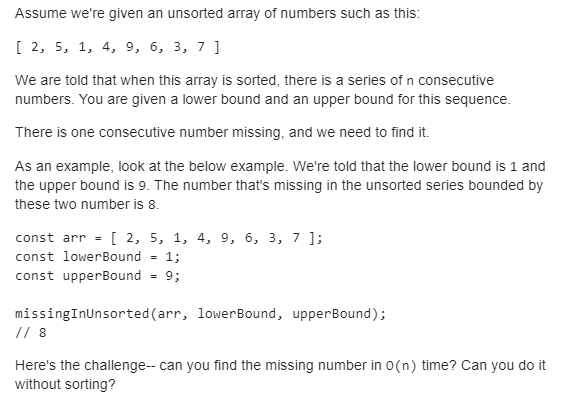 Assume we're given an unsorted array of numbers such as this:
[ 2, 5, 1, 4, 9, 6, 3, 7 ]
We are told that when this array is sorted, there is a series of n consecutive
numbers. You are given a lower bound and an upper bound for this sequence.
There is one consecutive number missing, and we need to find it.
As an example, look at the below example. We're told that the lower bound is 1 and
the upper bound is 9. The number that's missing in the unsorted series bounded by
these two number is 8.
const arr = [ 2, 5, 1, 4, 9, 6, 3, 7 ];
const lowerBound = 1;
const upperBound = 9;
missingInUnsorted(arr, lowerBound, upperBound);
// 8
Here's the challenge-- can you find the missing number in O(n) time? Can you do it
without sorting?